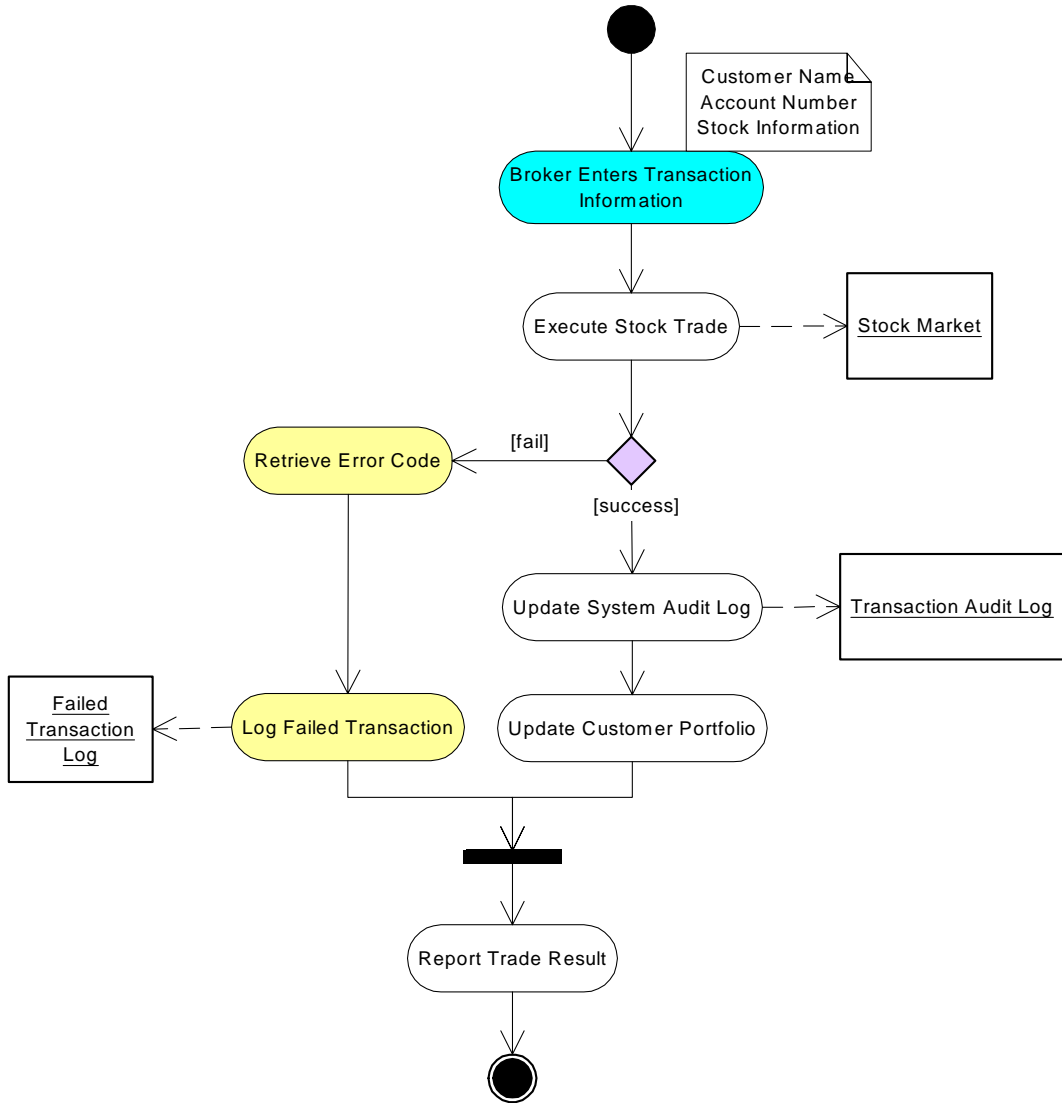 Customer Name
Account Number
Stock Information
Broker Enters Transaction
Information
Execute Stock Trade
Stock Market
[fail]
Retrieve Error Code
[success]
Update System Audit Log
Transaction Audit Log
Failed
Transaction
Log
Log Failed Transaction
Update Customer Portfolio
Report Trade Result